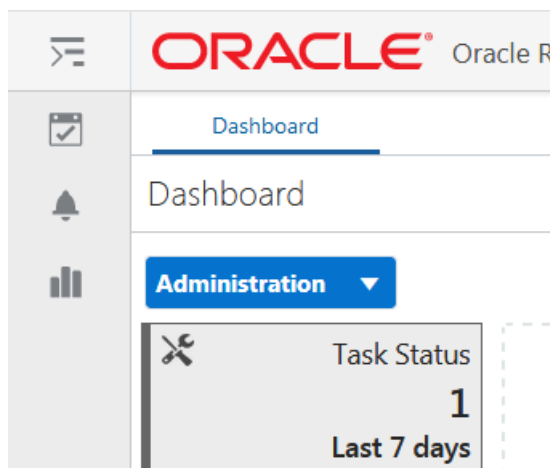 ORACLE® Oracle R
Dashboard
Dashboard
Administration
Task Status
1
Last 7 days